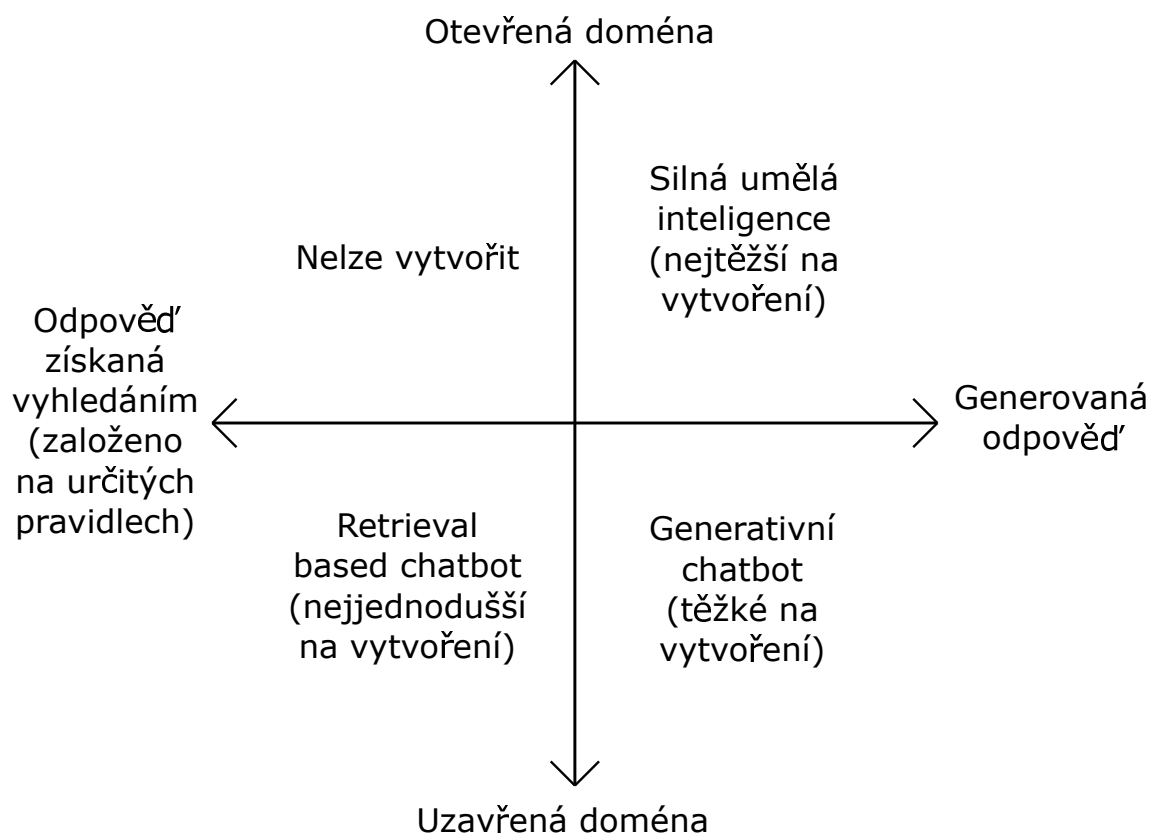 Otevřená doména
Silná umělá
inteligence
(nejtěžší na
vytvoření)
Nelze vytvořit
Odpověď
získaná
vyhledáním
(založeno
na určitých
pravidlech)
Generovaná
odpověď
Retrieval
based chatbot
(nejjednodušší
na vytvoření)
Generativní
chatbot
(těžké na
vytvoření)
Uzavřená doména